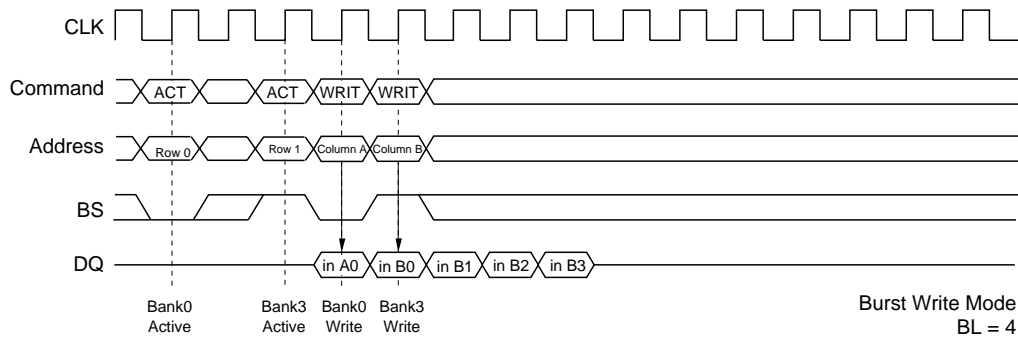 CLK
Command ACT ACT WRIT WRIT
Address Row 0 Row 1 Column A Column B
BS
DQ in A0 in B0 in B1 in B2 in B3
Bank0 Bank3 Bank0 Bank3
Active Active Write Write
Burst Write Mode
BL = 4